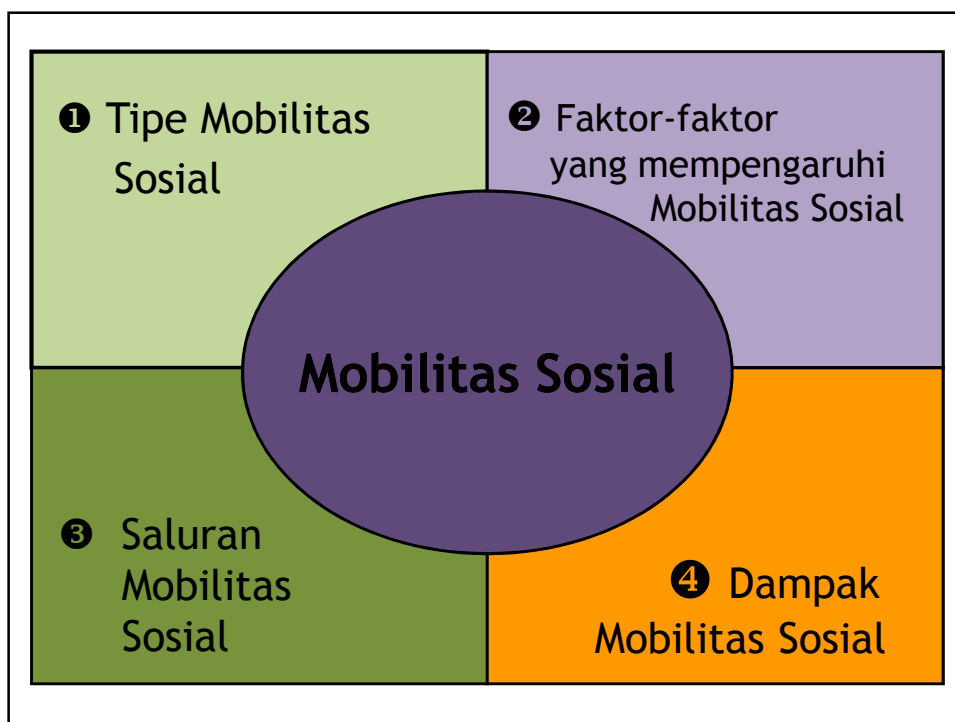 ❶ Tipe Mobilitas
Sosial
❷ Faktor-faktor
yang mempengaruhi
Mobilitas Sosial
Mobilitas Sosial
❸ Saluran
Mobilitas
Sosial
❹ Dampak
Mobilitas Sosial